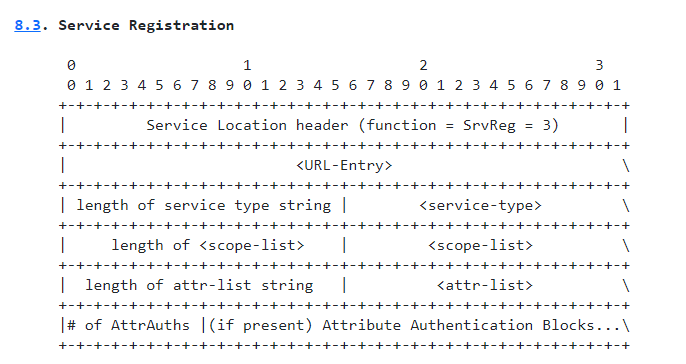 8.3. Service Registration
0                   1                   2                   3
0 1 2 3 4 5 6 7 8 9 0 1 2 3 4 5 6 7 8 9 0 1 2 3 4 5 6 7 8 9 0 1
+-+-+-+-+-+-+-+-+-+-+-+-+-+-+-+-+-+-+-+-+-+-+-+-+-+-+-+-+-+-+-+-+
|         Service Location header (function = SrvReg = 3)       |
+-+-+-+-+-+-+-+-+-+-+-+-+-+-+-+-+-+-+-+-+-+-+-+-+-+-+-+-+-+-+-+-+
|                          <URL-Entry>                          \
+-+-+-+-+-+-+-+-+-+-+-+-+-+-+-+-+-+-+-+-+-+-+-+-+-+-+-+-+-+-+-+-+
| length of service type string |        <service-type>         \
+-+-+-+-+-+-+-+-+-+-+-+-+-+-+-+-+-+-+-+-+-+-+-+-+-+-+-+-+-+-+-+-+
|     length of <scope-list>    |         <scope-list>          \
+-+-+-+-+-+-+-+-+-+-+-+-+-+-+-+-+-+-+-+-+-+-+-+-+-+-+-+-+-+-+-+-+
|  length of attr-list string   |          <attr-list>          \
+-+-+-+-+-+-+-+-+-+-+-+-+-+-+-+-+-+-+-+-+-+-+-+-+-+-+-+-+-+-+-+-+
|# of AttrAuths |(if present) Attribute Authentication Blocks...\
+-+-+-+-+-+-+-+-+-+-+-+-+-+-+-+-+-+-+-+-+-+-+-+-+-+-+-+-+-+-+-+-+